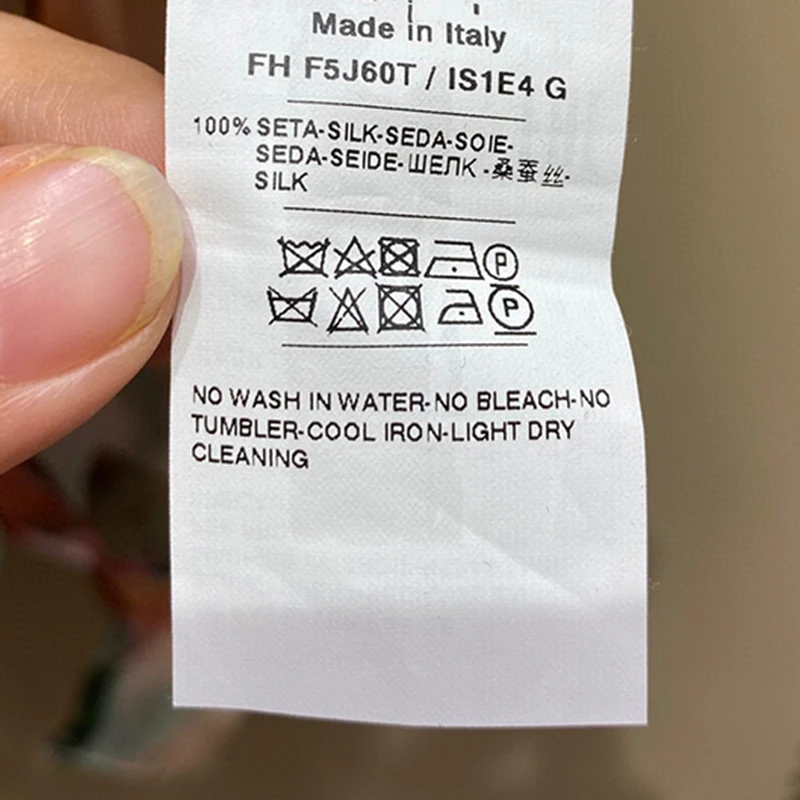 Made in Italy
FH F5J60T / IS1E4 G
100% SETA-SILK-SEDA-SOIE-
SEDA-SEIDE-ШЕЛК -桑蚕丝-
SILK
P
P
NO WASH IN WATER-NO BLEACH-NO
TUMBLER-COOL IRON-LIGHT DRY
CLEANING